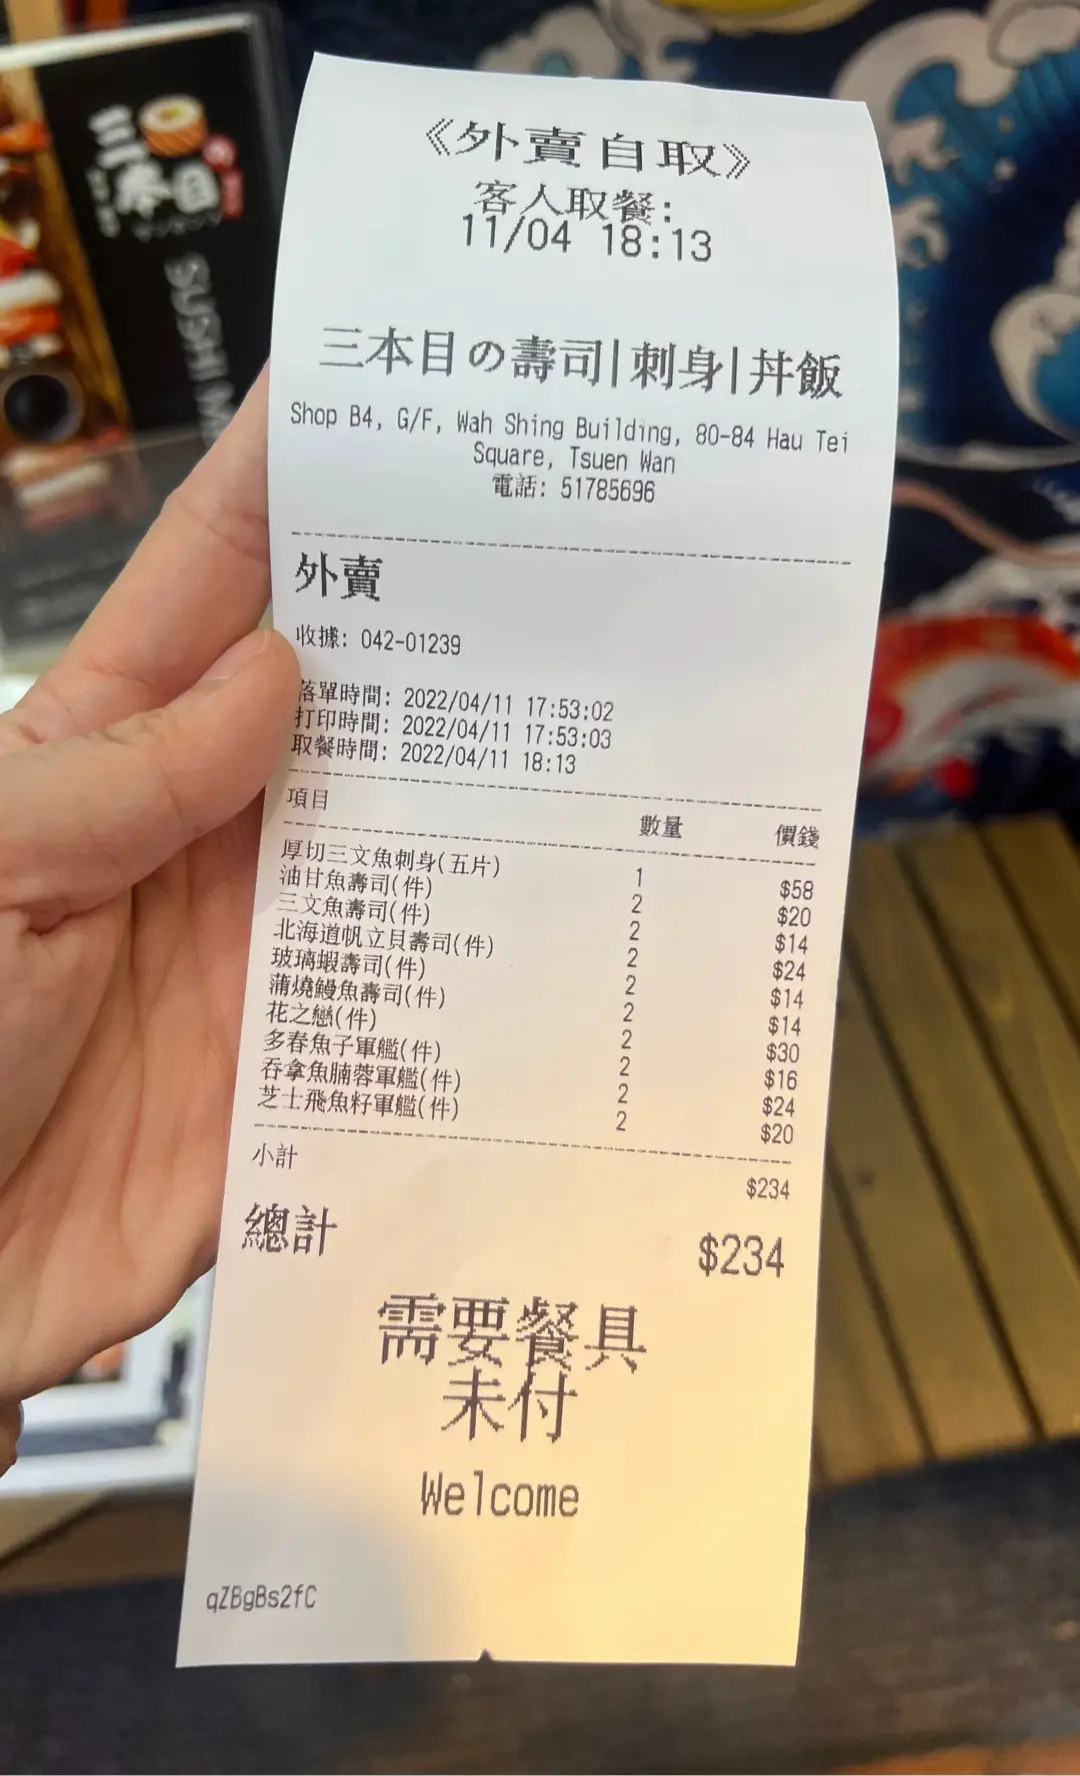 三本目
SUSHI M
《外賣自取》
客人取餐:
11/04 18:13
三本目の壽司|刺身|丼飯
Shop B4, G/F, Wah Shing Building, 80-84 Hau Tei
Square, Tsuen Wan
電話: 51785696
外賣
收據: 042-01239
落單時間: 2022/04/11 17:53:02
打印時間: 2022/04/11 17:53:03
取餐時間: 2022/04/11 18:13
項目 數量 價錢
厚切三文魚刺身(五片) 1 $58
油甘魚壽司(件) 2 $20
三文魚壽司(件) 2 $14
北海道帆立貝壽司(件) 2 $24
玻璃蝦壽司(件) 2 $14
蒲燒鰻魚壽司(件) 2 $14
花之戀(件) 2 $30
多春魚子軍艦(件) 2 $16
吞拿魚腩蓉軍艦(件) 2 $24
芝士飛魚籽軍艦(件) 2 $20
小計 $234
總計 $234
需要餐具
未付
Welcome
qZBgBs2fC